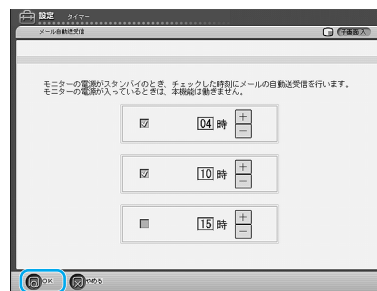 設定 タイマー
メール自動送受信 子画面入
モニターの電源がスタンバイのとき、チェックした時刻にメールの自動送受信を行います。
モニターの電源が入っているときは、本機能は動きません。
04 時 + −
10 時 + −
15 時 + −
OK やめる